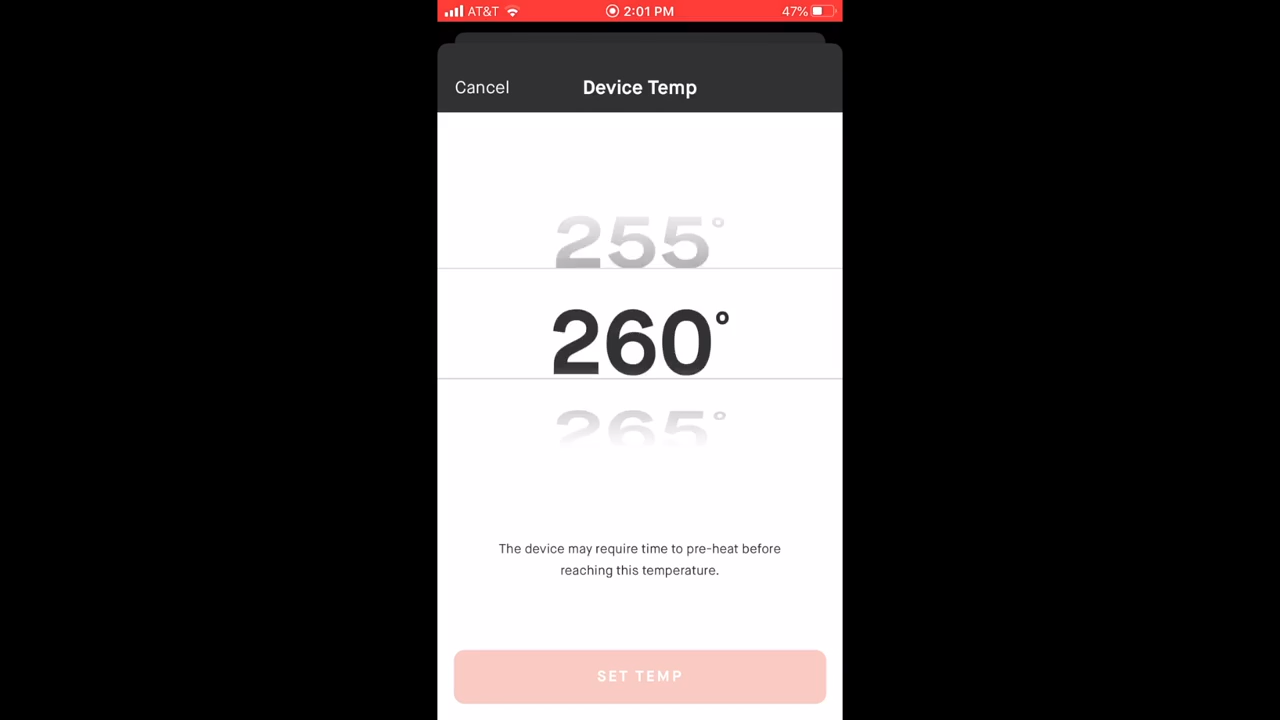 AT&T 2:01 PM 47%
Cancel Device Temp
255°
260°
265°
The device may require time to pre-heat before
reaching this temperature.
SET TEMP